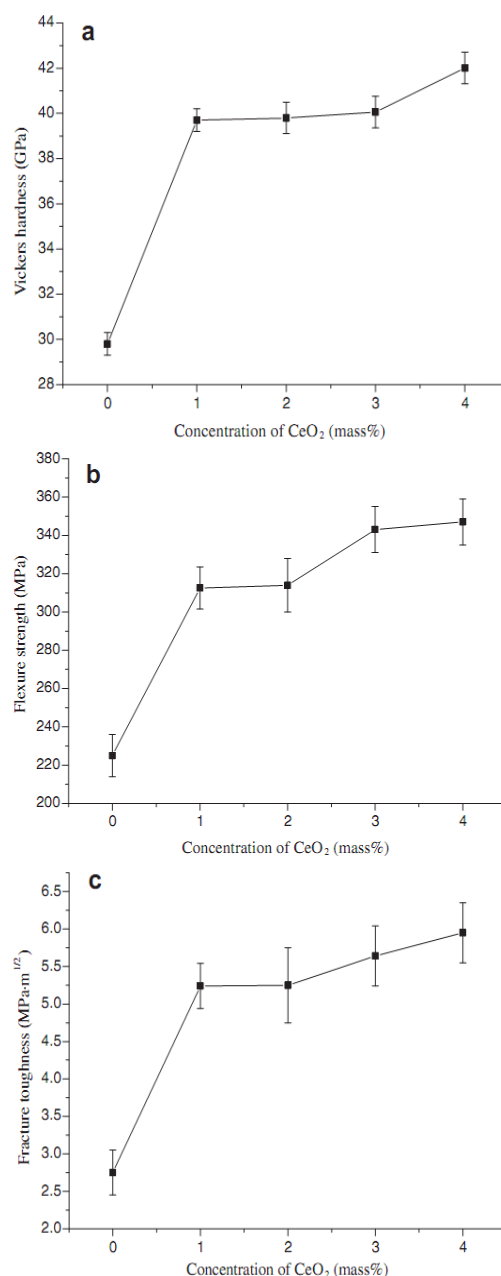 a
44
42
40
38
36
34
32
30
28
Vickers hardness (GPa)
0 1 2 3 4
Concentration of CeO₂ (mass%)
b
380
360
340
320
300
280
260
240
220
200
Flexure strength (MPa)
0 1 2 3 4
Concentration of CeO₂ (mass%)
c
6.5
6.0
5.5
5.0
4.5
4.0
3.5
3.0
2.5
2.0
Fracture toughness (MPa·m¹/²)
0 1 2 3 4
Concentration of CeO₂ (mass%)